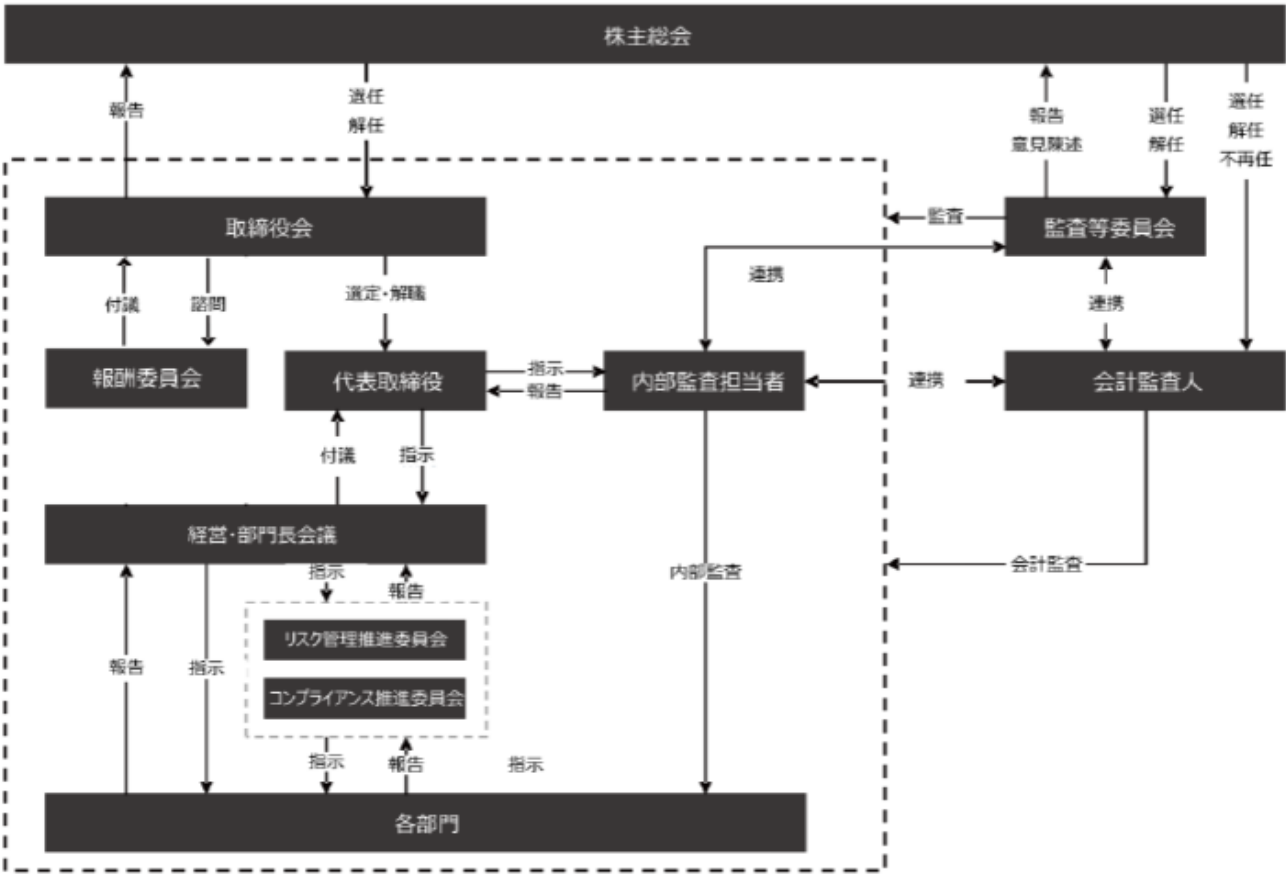 株主総会
報告
選任
解任
報告
意見陳述
選任
解任
選任
解任
不再任
取締役会
監査
監査等委員会
連携
付議
諮問
選定・解職
連携
報酬委員会
代表取締役
指示
報告
内部監査担当者
連携
会計監査人
付議
指示
経営・部門長会議
指示
報告
内部監査
会計監査
リスク管理推進委員会
報告
指示
コンプライアンス推進委員会
指示
報告
指示
各部門